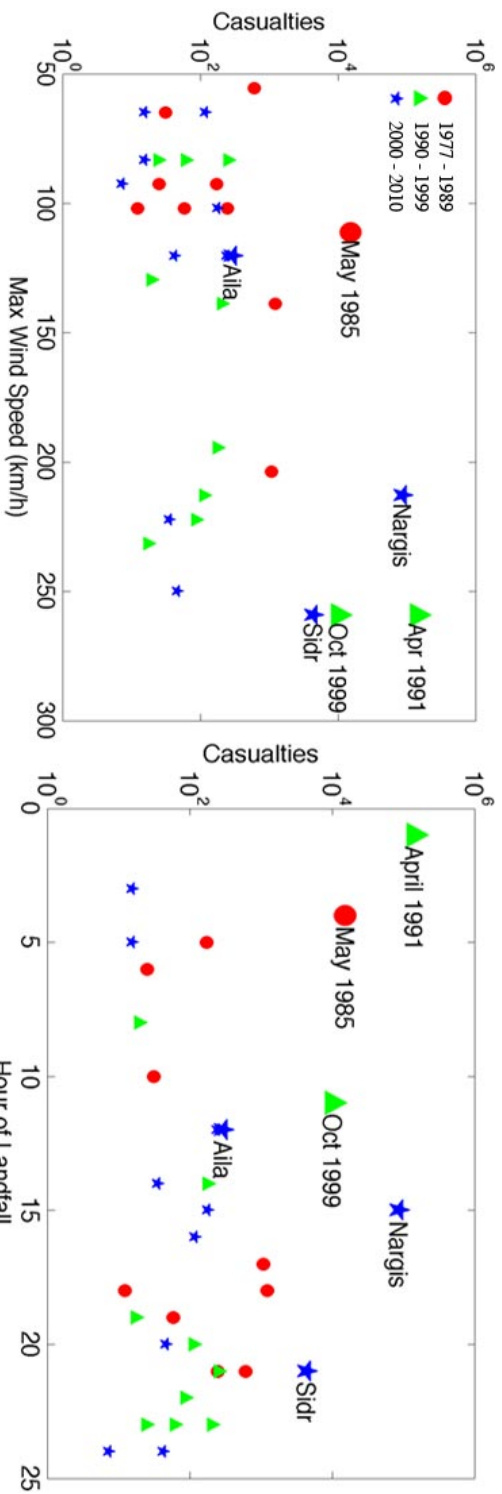 Casualties
10^0
10^2
10^4
10^6
1977 - 1989
1990 - 1999
2000 - 2010
May 1985
Aila
Nargis
Apr 1991
Oct 1999
Sidr
50
100
150
200
250
300
Max Wind Speed (km/h)
Casualties
10^0
10^2
10^4
10^6
April 1991
May 1985
Oct 1999
Aila
Nargis
Sidr
0
5
10
15
20
25
Hour of Landfall